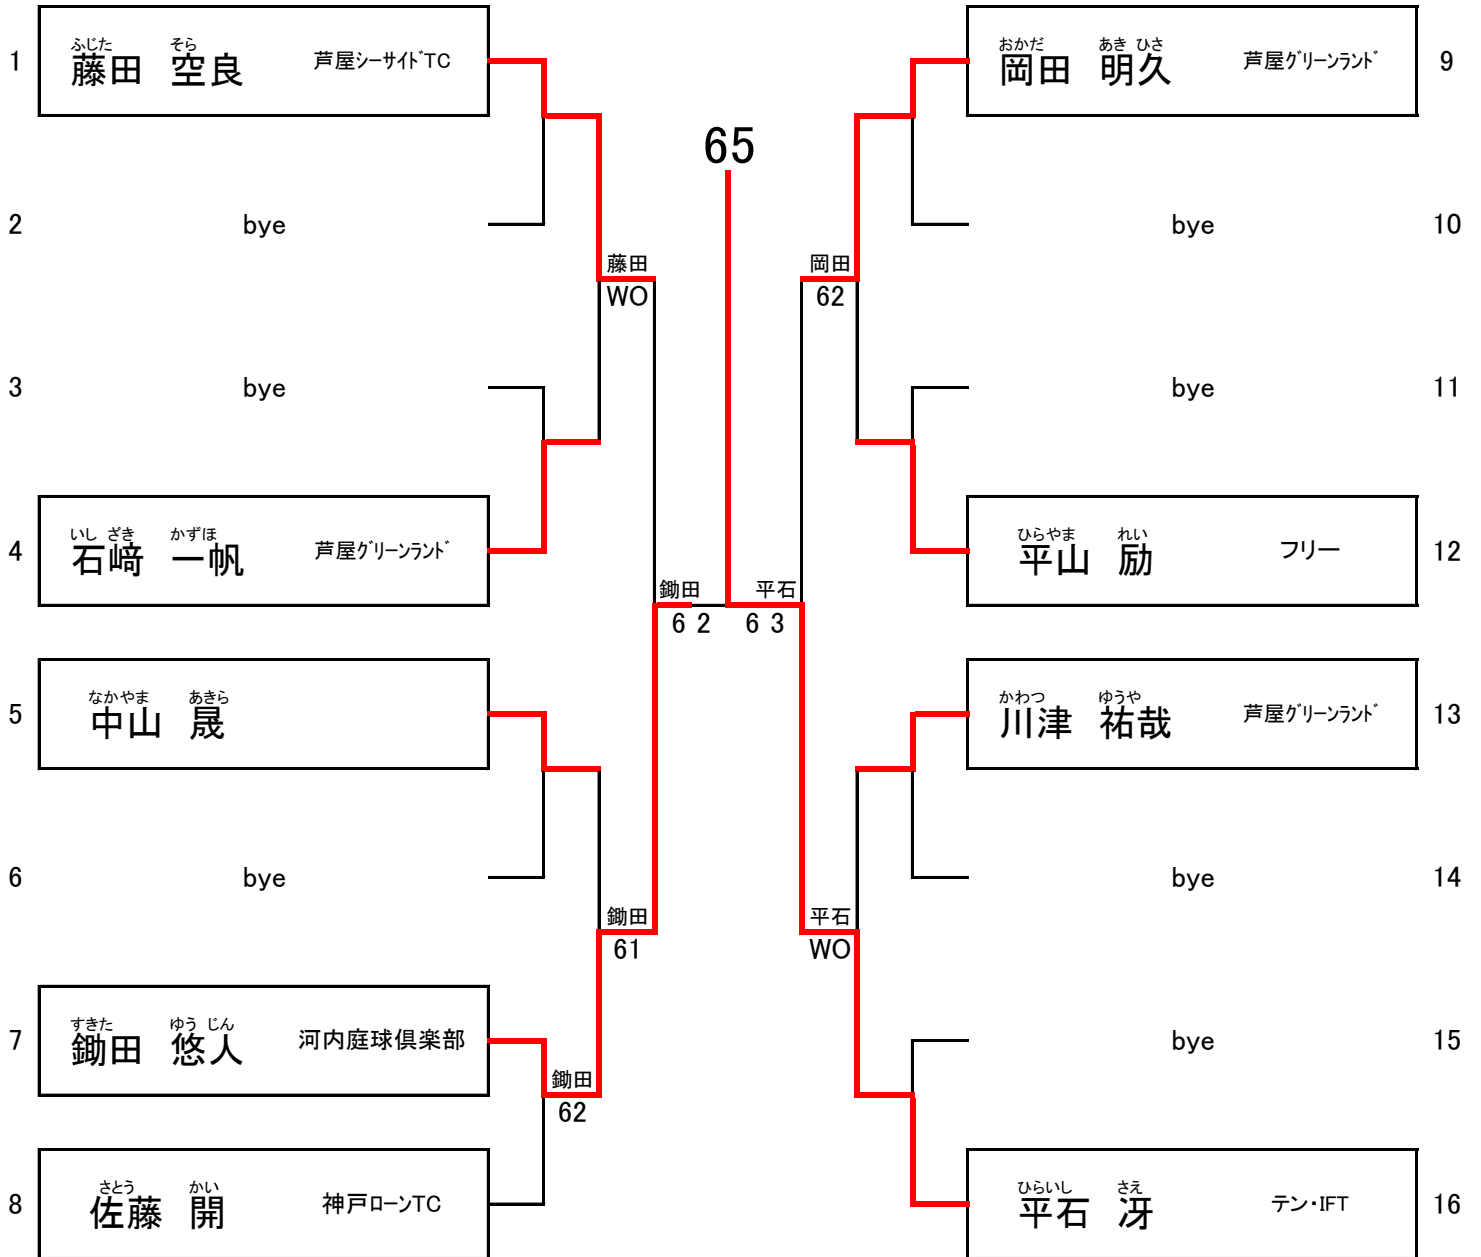 ふじた そら
1 藤田 空良 芦屋シーサイドTC
2 bye
藤田
WO
3 bye
いし ざき かずほ
4 石﨑 一帆 芦屋グリーンランド
鋤田
6 2
なかやま あきら
5 中山 晟
6 bye
鋤田
61
すきた ゆう じん
7 鋤田 悠人 河内庭球倶楽部
鋤田
62
さとう かい
8 佐藤 開 神戸ローンTC
65
おかだ あき ひさ
岡田 明久 芦屋グリーンランド 9
bye 10
岡田
62
bye 11
ひらやま れい
平山 励 フリー 12
平石
6 3
かわつ ゆうや
川津 祐哉 芦屋グリーンランド 13
bye 14
平石
WO
bye 15
ひらいし さえ
平石 冴 テン・IFT 16